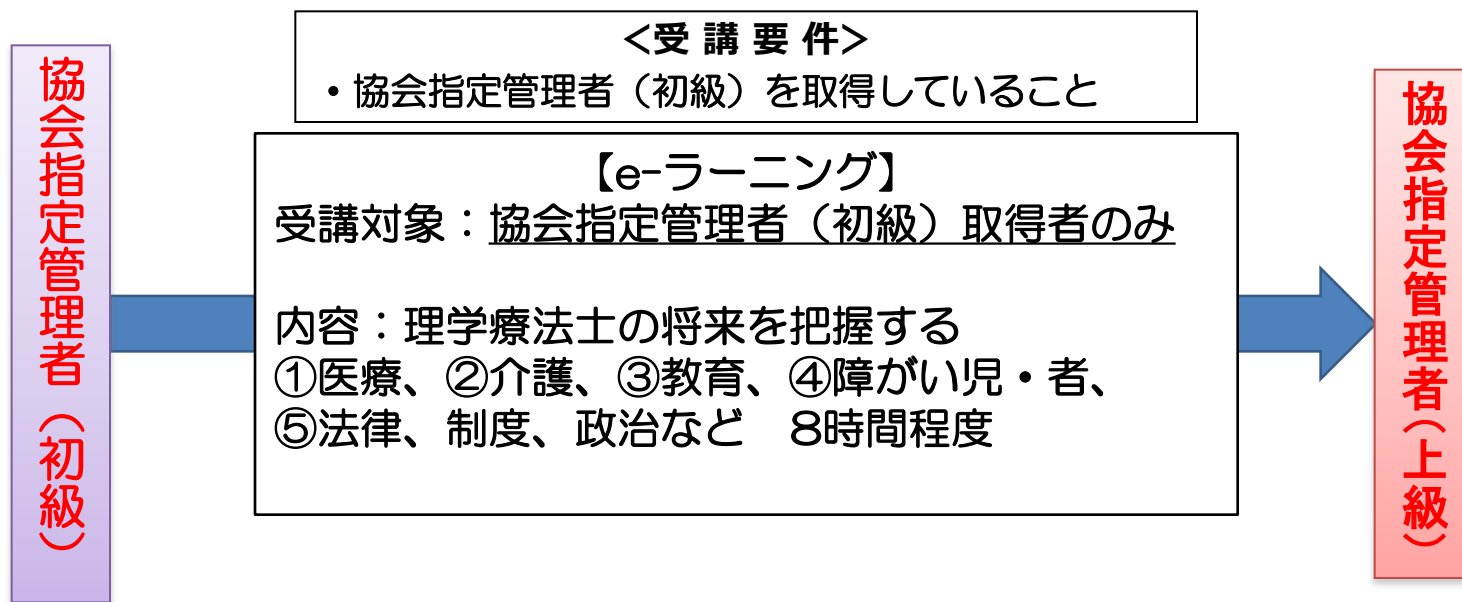 協会指定管理者（初級）
＜受 講 要 件＞
・協会指定管理者（初級）を取得していること
【e-ラーニング】
受講対象：協会指定管理者（初級）取得者のみ
内容：理学療法士の将来を把握する
①医療、②介護、③教育、④障がい児・者、
⑤法律、制度、政治など　8時間程度
協会指定管理者（上級）